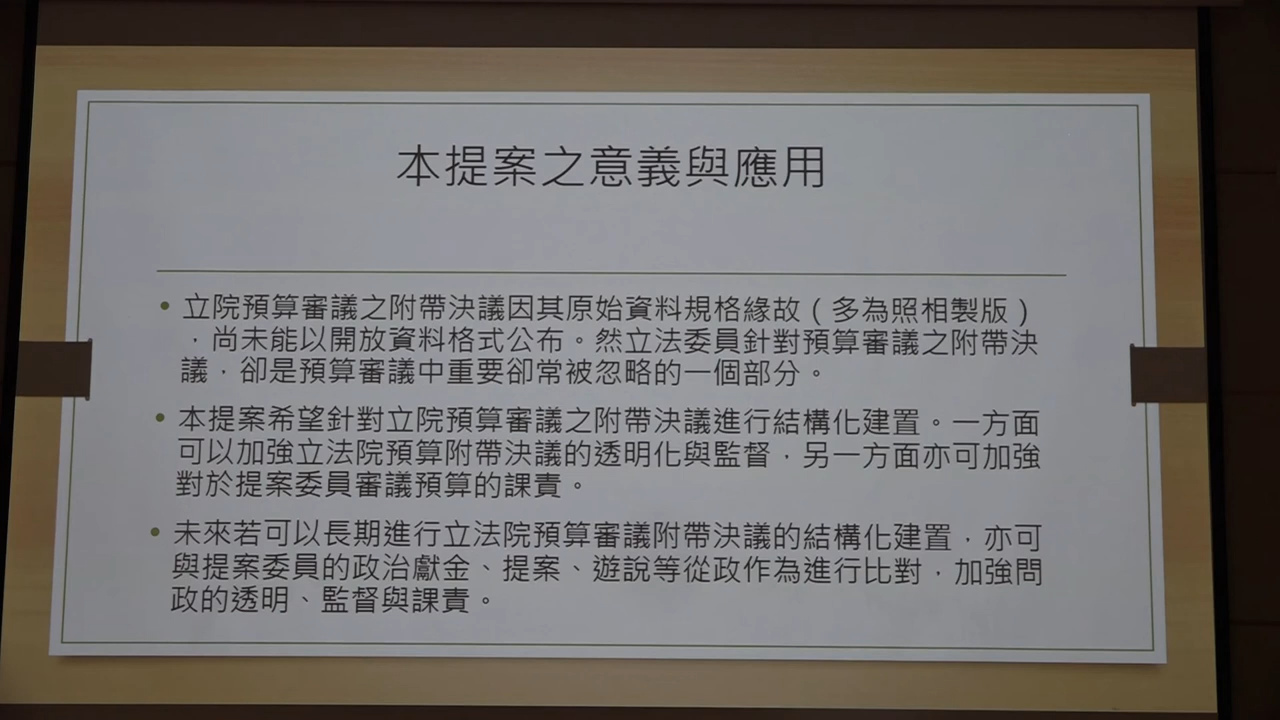 本提案之意義與應用
• 立院預算審議之附帶決議因其原始資料規格緣故（多為照相製版）
，尚未能以開放資料格式公布。然立法委員針對預算審議之附帶決
議，卻是預算審議中重要卻常被忽略的一個部分。
• 本提案希望針對立院預算審議之附帶決議進行結構化建置。一方面
可以加強立法院預算附帶決議的透明化與監督，另一方面亦可加強
對於提案委員審議預算的課責。
• 未來若可以長期進行立法院預算審議附帶決議的結構化建置，亦可
與提案委員的政治獻金、提案、遊說等從政作為進行比對，加強問
政的透明、監督與課責。